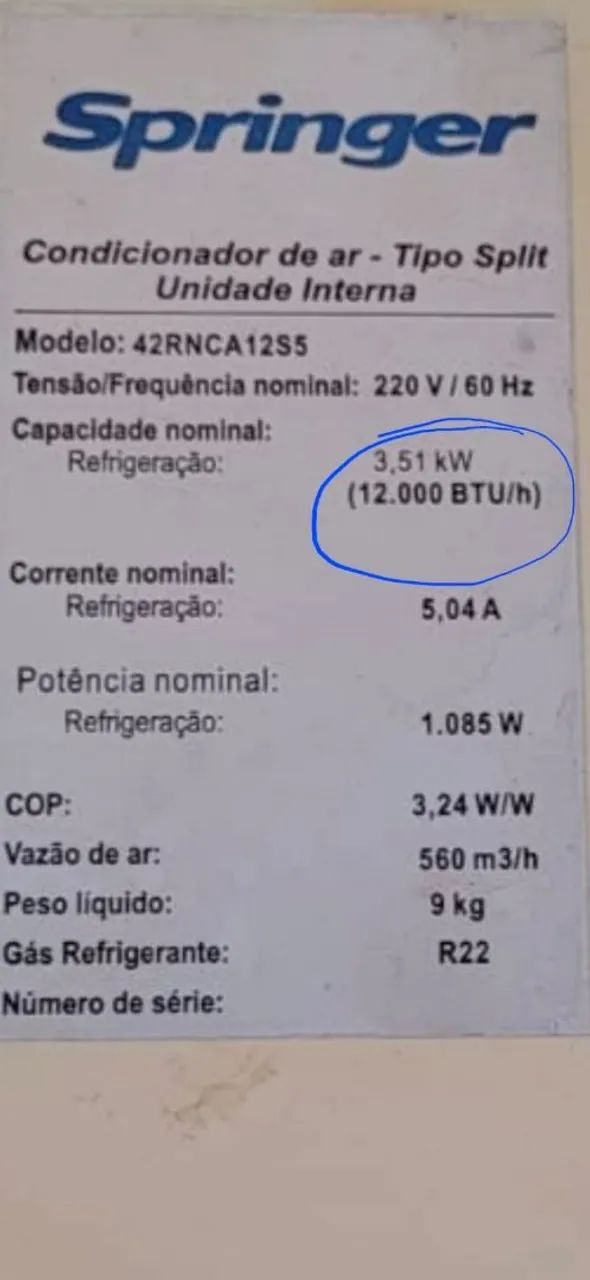 Springer
Condicionador de ar - Tipo Split
Unidade Interna
Modelo: 42RNCA12S5
Tensão/Frequência nominal: 220 V / 60 Hz
Capacidade nominal:
Refrigeração: 3,51 kW
(12.000 BTU/h)
Corrente nominal:
Refrigeração: 5,04 A
Potência nominal:
Refrigeração: 1.085 W
COP: 3,24 W/W
Vazão de ar: 560 m3/h
Peso líquido: 9 kg
Gás Refrigerante: R22
Número de série: